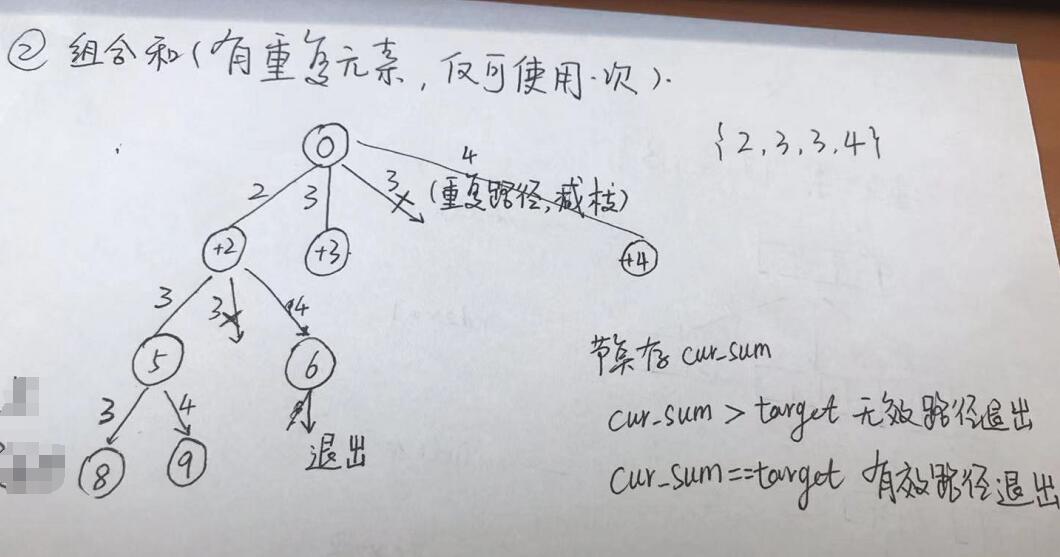 ② 组合和(有重复元素,仅可使用一次).
{2,3,3,4}
0
2 3 3 4
(重复路径,减枝)
+2 +3 +4
3 3 4
5 6
3 4
退出
8 9
节点存 cur_sum
cur_sum > target 无效路径退出
cur_sum==target 有效路径退出